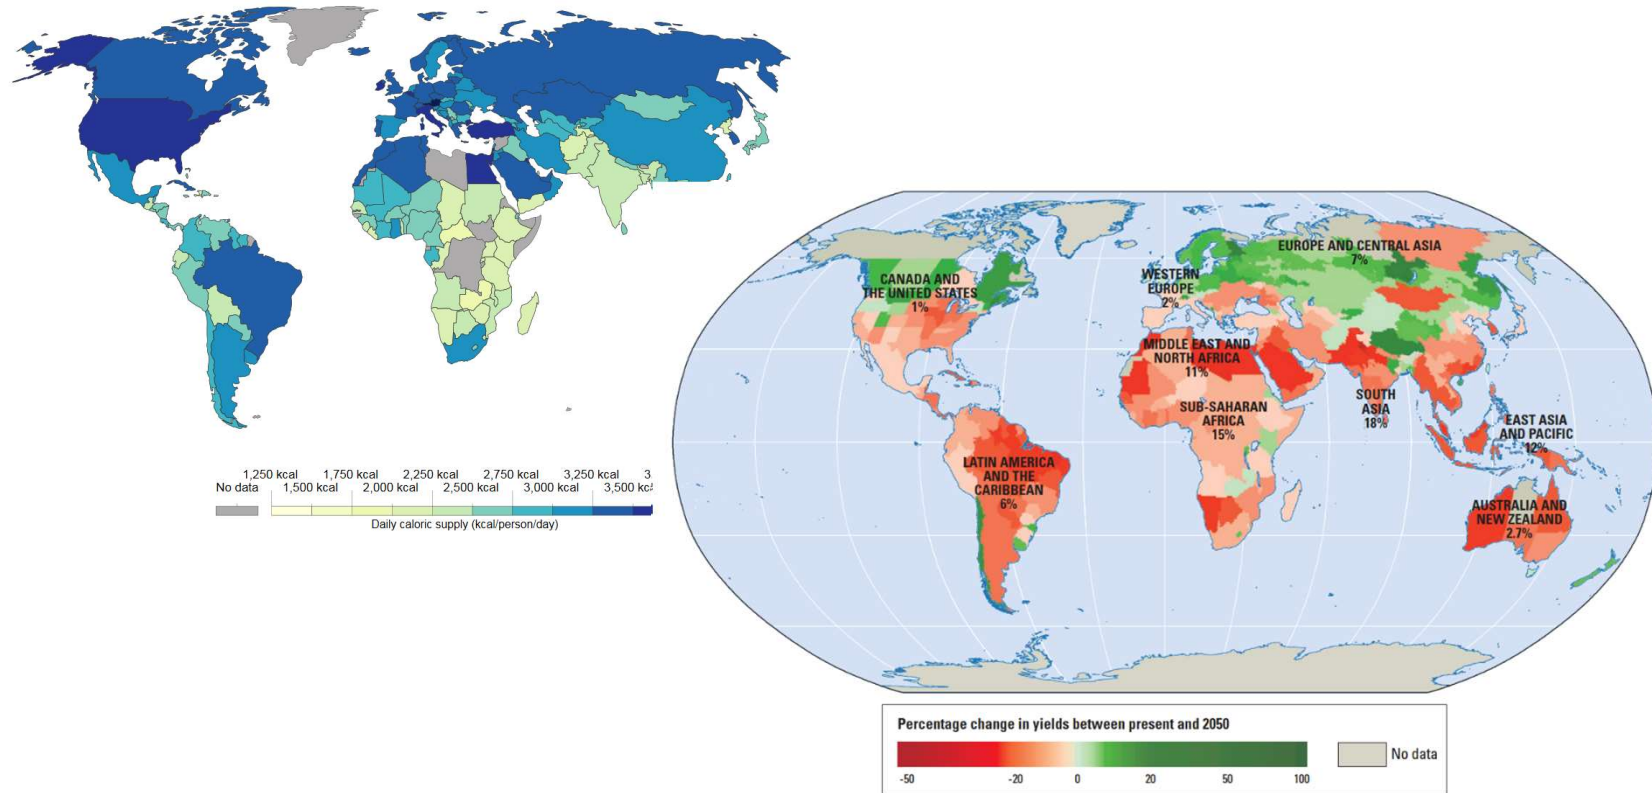 1,250 kcal 1,750 kcal 2,250 kcal 2,750 kcal 3,250 kcal 3
No data 1,500 kcal 2,000 kcal 2,500 kcal 3,000 kcal 3,500 kc
Daily caloric supply (kcal/person/day)
EUROPE AND CENTRAL ASIA
7%
WESTERN
EUROPE
2%
CANADA AND
THE UNITED STATES
1%
MIDDLE EAST AND
NORTH AFRICA
11%
SUB-SAHARAN
AFRICA
15%
SOUTH
ASIA
18%
EAST ASIA
AND PACIFIC
12%
LATIN AMERICA
AND THE
CARIBBEAN
6%
AUSTRALIA AND
NEW ZEALAND
2.7%
Percentage change in yields between present and 2050
-50 -20 0 20 50 100
No data